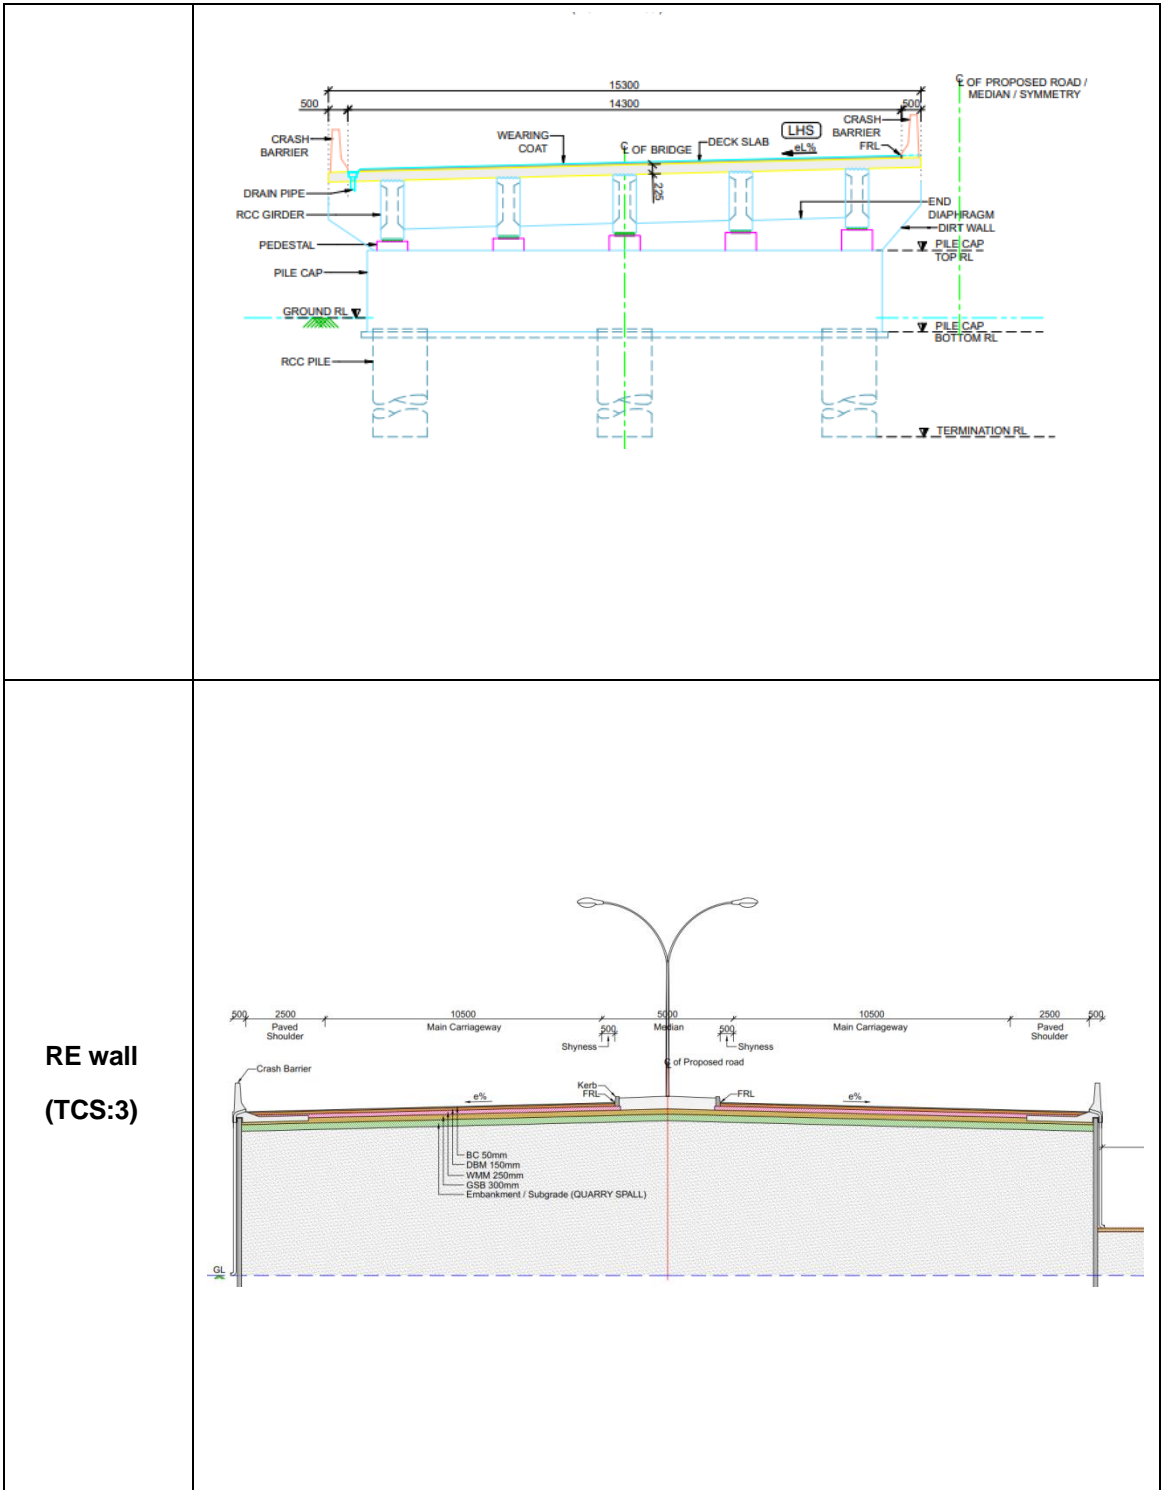 15300
℄ OF PROPOSED ROAD /
MEDIAN / SYMMETRY
500
14300
500
CRASH
BARRIER
WEARING
COAT
℄ OF BRIDGE
DECK SLAB
LHS
eL%
CRASH
BARRIER
FRL
225
DRAIN PIPE
RCC GIRDER
PEDESTAL
PILE CAP
END
DIAPHRAGM
DIRT WALL
PILE CAP
TOP RL
GROUND RL
PILE CAP
BOTTOM RL
RCC PILE
TERMINATION RL
RE wall
(TCS:3)
500
2500
10500
5000
10500
2500
500
Paved
Shoulder
Main Carriageway
500
Median
500
Main Carriageway
Paved
Shoulder
Shyness
Shyness
℄ of Proposed road
Crash Barrier
Kerb
FRL
FRL
e%
e%
BC 50mm
DBM 150mm
WMM 250mm
GSB 300mm
Embankment / Subgrade (QUARRY SPALL)
GL